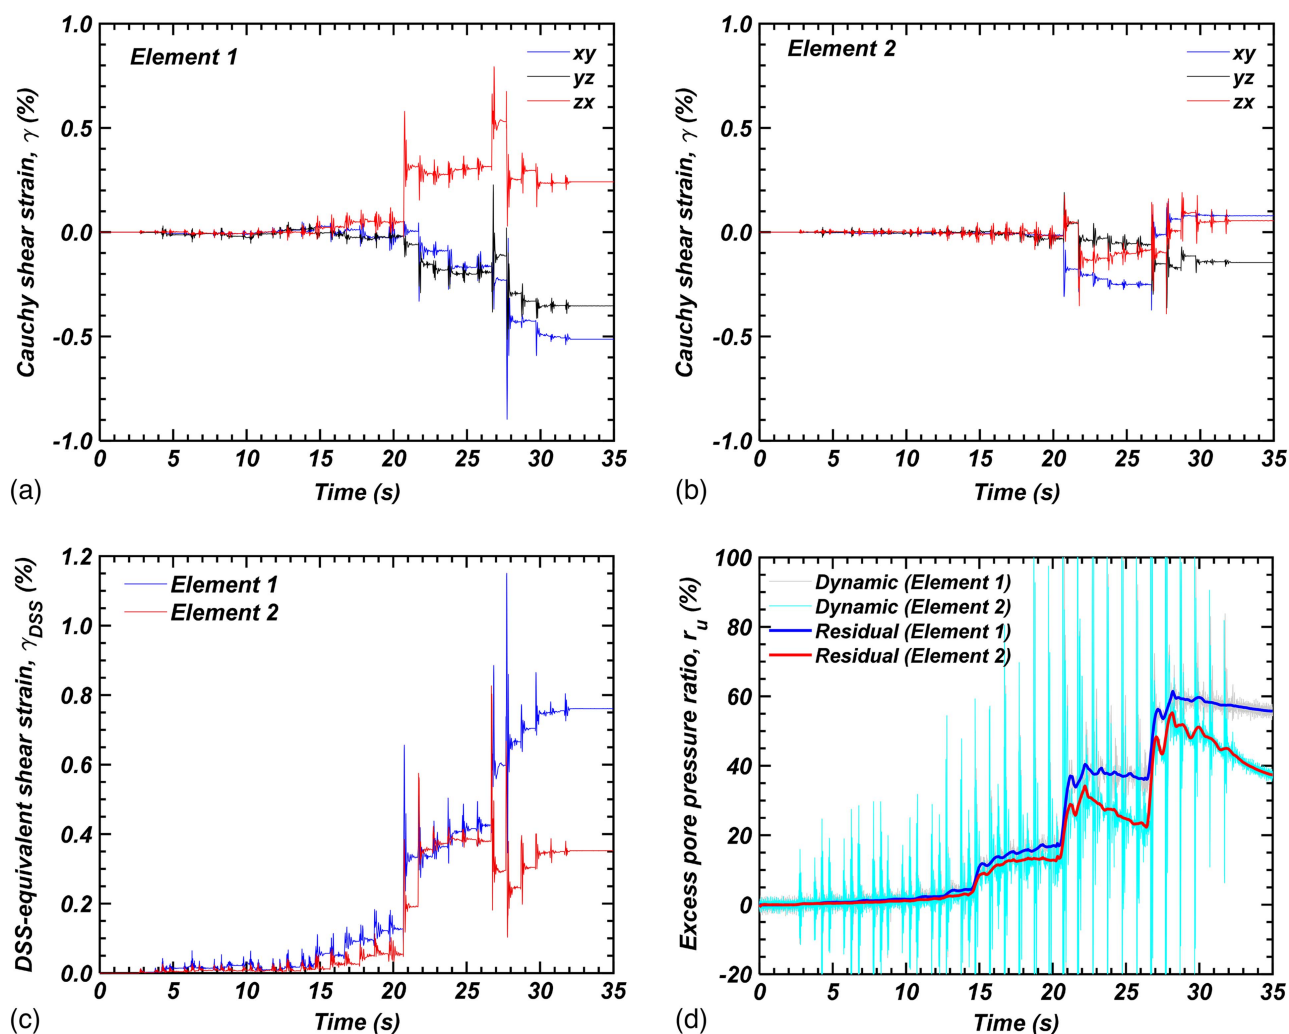 Element 1
xy
yz
zx
Cauchy shear strain, γ (%)
1.0
0.5
0.0
-0.5
-1.0
0 5 10 15 20 25 30 35
Time (s)
(a)
Element 2
xy
yz
zx
Cauchy shear strain, γ (%)
1.0
0.5
0.0
-0.5
-1.0
0 5 10 15 20 25 30 35
Time (s)
(b)
Element 1
Element 2
DSS-equivalent shear strain, γDSS (%)
1.2
1.0
0.8
0.6
0.4
0.2
0.0
0 5 10 15 20 25 30 35
Time (s)
(c)
Dynamic (Element 1)
Dynamic (Element 2)
Residual (Element 1)
Residual (Element 2)
Excess pore pressure ratio, ru (%)
100
80
60
40
20
0
-20
0 5 10 15 20 25 30 35
Time (s)
(d)